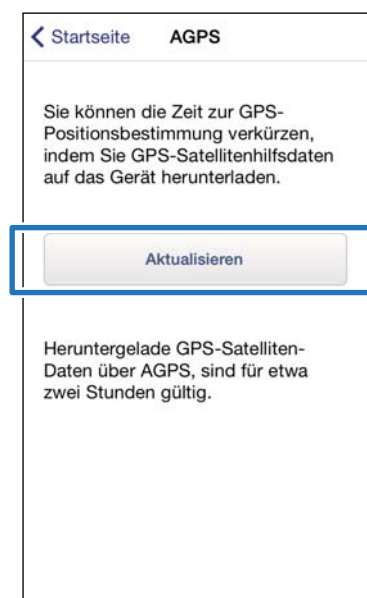 Startseite AGPS
Sie können die Zeit zur GPS-
Positionsbestimmung verkürzen,
indem Sie GPS-Satellitenhilfsdaten
auf das Gerät herunterladen.
Aktualisieren
Heruntergelade GPS-Satelliten-
Daten über AGPS, sind für etwa
zwei Stunden gültig.